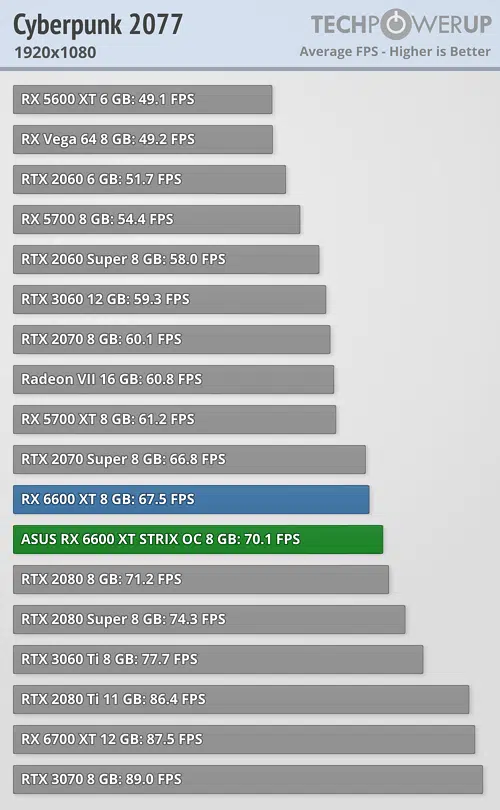 Cyberpunk 2077
TECHPOWERUP
1920x1080
Average FPS - Higher is Better
RX 5600 XT 6 GB: 49.1 FPS
RX Vega 64 8 GB: 49.2 FPS
RTX 2060 6 GB: 51.7 FPS
RX 5700 8 GB: 54.4 FPS
RTX 2060 Super 8 GB: 58.0 FPS
RTX 3060 12 GB: 59.3 FPS
RTX 2070 8 GB: 60.1 FPS
Radeon VII 16 GB: 60.8 FPS
RX 5700 XT 8 GB: 61.2 FPS
RTX 2070 Super 8 GB: 66.8 FPS
RX 6600 XT 8 GB: 67.5 FPS
ASUS RX 6600 XT STRIX OC 8 GB: 70.1 FPS
RTX 2080 8 GB: 71.2 FPS
RTX 2080 Super 8 GB: 74.3 FPS
RTX 3060 Ti 8 GB: 77.7 FPS
RTX 2080 Ti 11 GB: 86.4 FPS
RX 6700 XT 12 GB: 87.5 FPS
RTX 3070 8 GB: 89.0 FPS